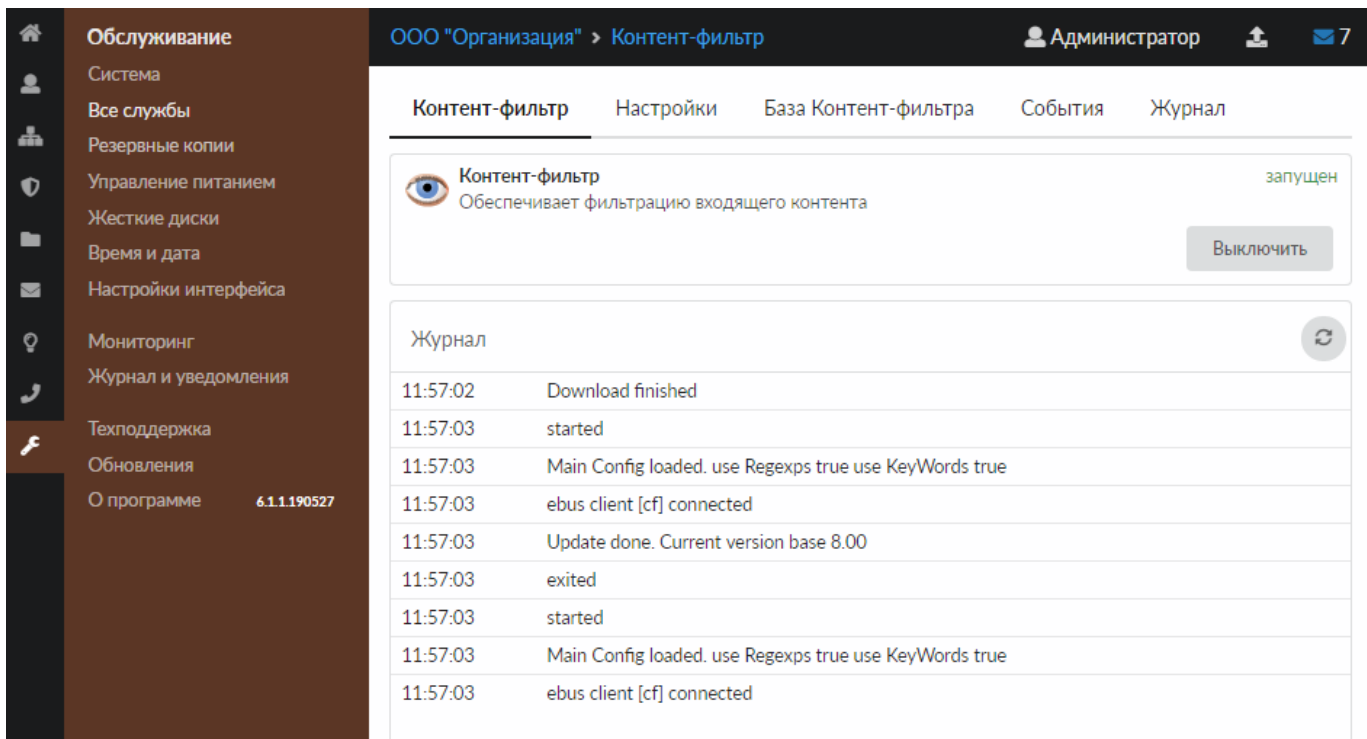 Обслуживание
Система
Все службы
Резервные копии
Управление питанием
Жесткие диски
Время и дата
Настройки интерфейса
Мониторинг
Журнал и уведомления
Техподдержка
Обновления
О программе 6.1.1.190527
ООО "Организация" > Контент-фильтр Администратор 7
Контент-фильтр Настройки База Контент-фильтра События Журнал
Контент-фильтр запущен
Обеспечивает фильтрацию входящего контента
Выключить
Журнал
11:57:02 Download finished
11:57:03 started
11:57:03 Main Config loaded. use Regexps true use KeyWords true
11:57:03 ebus client [cf] connected
11:57:03 Update done. Current version base 8.00
11:57:03 exited
11:57:03 started
11:57:03 Main Config loaded. use Regexps true use KeyWords true
11:57:03 ebus client [cf] connected